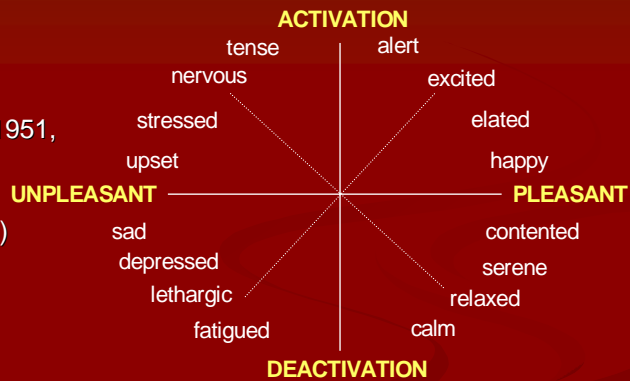 ACTIVATION
tense alert
nervous excited
1951,
stressed elated
upset happy
UNPLEASANT PLEASANT
)
sad contented
depressed serene
lethargic relaxed
fatigued calm
DEACTIVATION